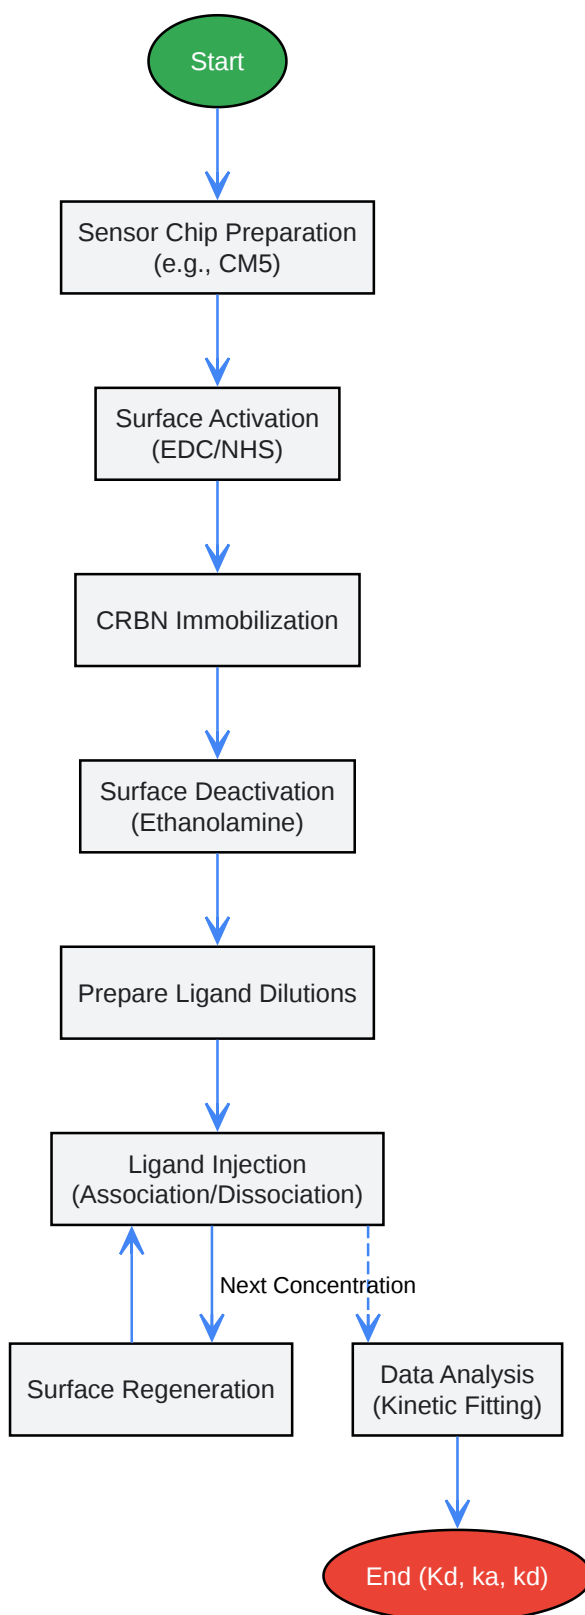 Start
Sensor Chip Preparation
(e.g., CM5)
Surface Activation
(EDC/NHS)
CRBN Immobilization
Surface Deactivation
(Ethanolamine)
Prepare Ligand Dilutions
Ligand Injection
(Association/Dissociation)
Next Concentration
Surface Regeneration
Data Analysis
(Kinetic Fitting)
End (Kd, ka, kd)